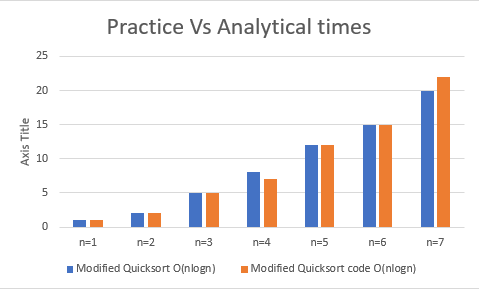 Practice Vs Analytical times
25
20
15
10
5
0
Axis Title
n=1 n=2 n=3 n=4 n=5 n=6 n=7
Modified Quicksort O(nlogn) Modified Quicksort code O(nlogn)